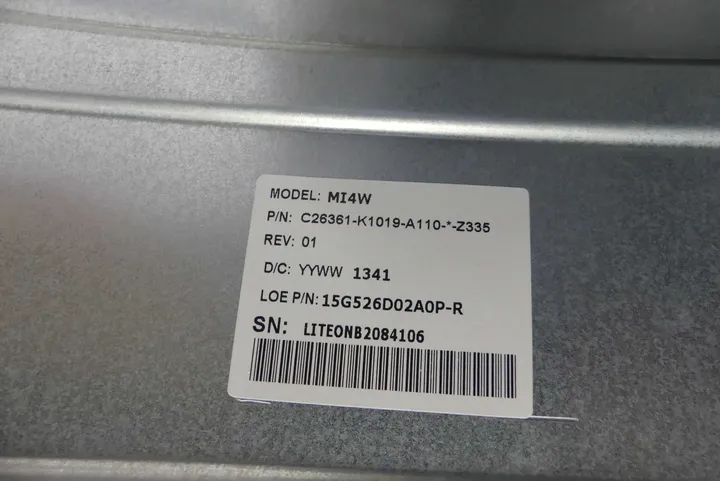 MODEL: MI4W
P/N: C26361-K1019-A110-*-Z335
REV: 01
D/C: YYWW 1341
LOE P/N: 15G526D02A0P-R
SN: LITEONB2084106